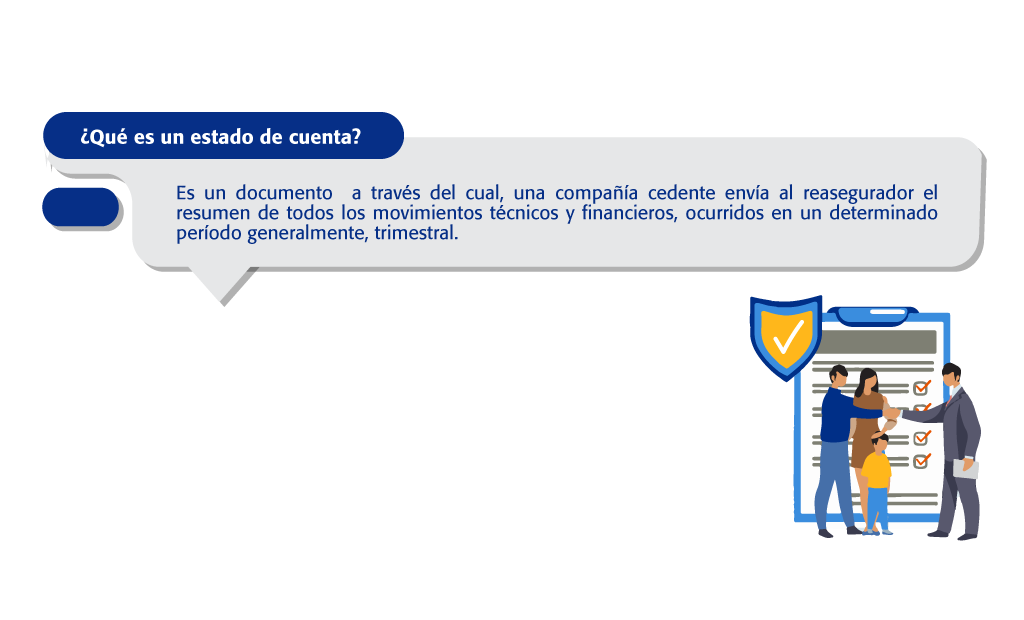 ¿Qué es un estado de cuenta?
Es un documento  a través del cual, una compañía cedente envía al reasegurador el
resumen de todos los movimientos técnicos y financieros, ocurridos en un determinado
período generalmente, trimestral.